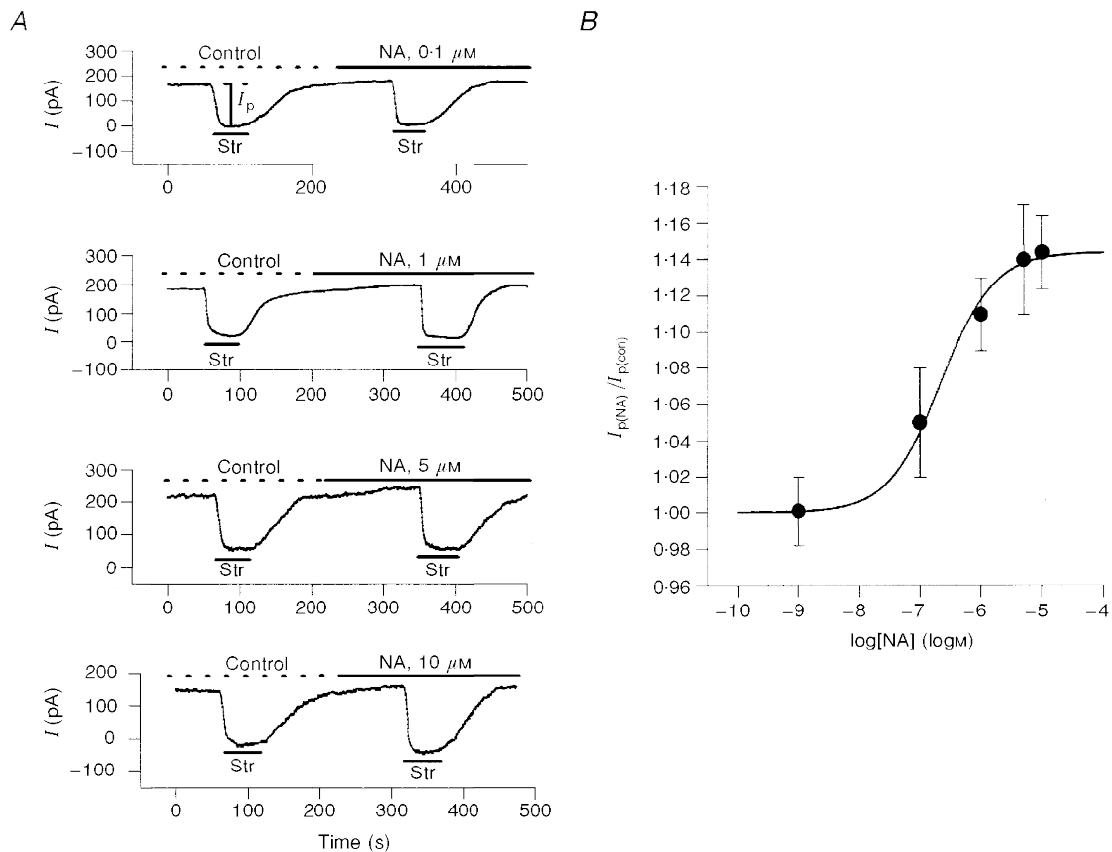 A
Control NA, 0·1 μM
300
200
100
0
−100
I (pA)
Ip
Str Str
0 200 400
Control NA, 1 μM
300
200
100
0
−100
I (pA)
Str Str
0 100 200 300 400 500
Control NA, 5 μM
300
200
100
0
I (pA)
Str Str
0 100 200 300 400 500
Control NA, 10 μM
200
100
0
−100
I (pA)
Str Str
0 100 200 300 400 500
Time (s)
B
1·18
1·16
1·14
1·12
1·10
1·08
1·06
1·04
1·02
1·00
0·98
0·96
Ip(NA)/Ip(con)
−10 −9 −8 −7 −6 −5 −4
log[NA] (logM)